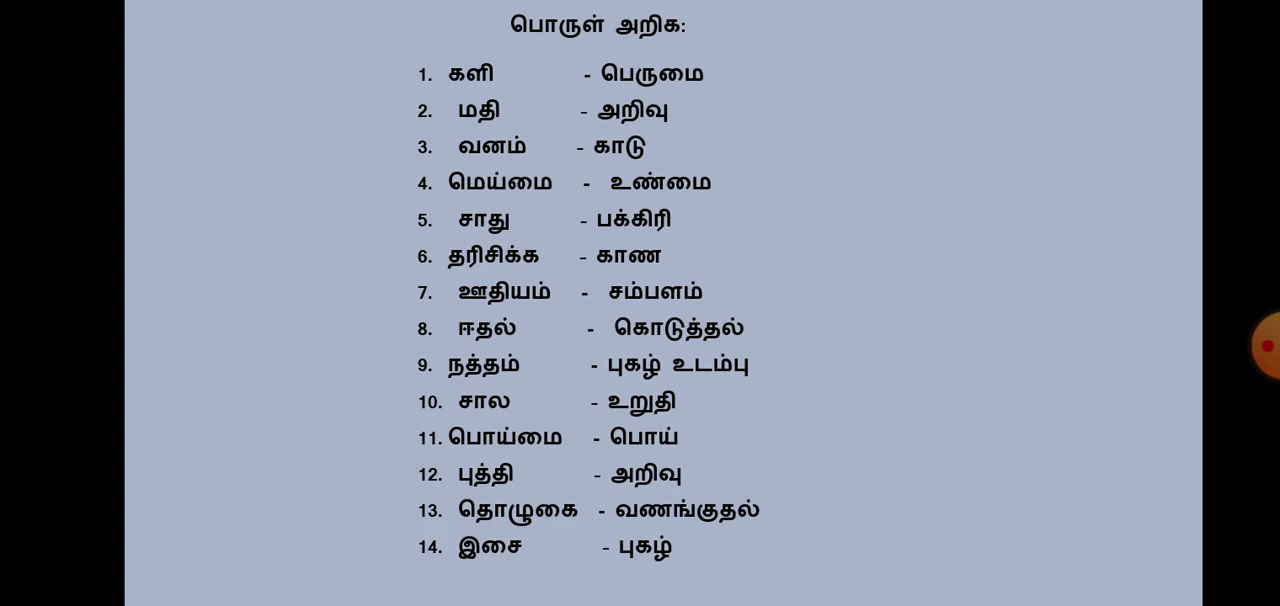 பொருள் அறிக:
1. களி - பெருமை
2. மதி - அறிவு
3. வனம் - காடு
4. மெய்மை - உண்மை
5. சாது - பக்கிரி
6. தரிசிக்க - காண
7. ஊதியம் - சம்பளம்
8. ஈதல் - கொடுத்தல்
9. நத்தம் - புகழ் உடம்பு
10. சால - உறுதி
11. பொய்மை - பொய்
12. புத்தி - அறிவு
13. தொழுகை - வணங்குதல்
14. இசை - புகழ்